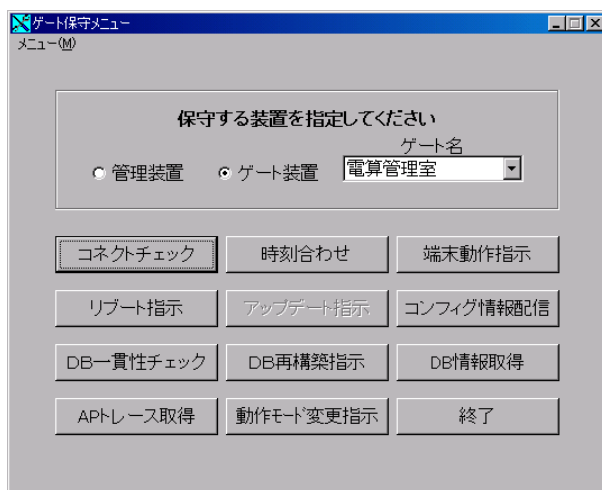 ゲート保守メニュー
メニュー(M)
保守する装置を指定してください
ゲート名
管理装置 ゲート装置 電算管理室
コネクトチェック 時刻合わせ 端末動作指示
リブート指示 アップデート指示 コンフィグ情報配信
DB一貫性チェック DB再構築指示 DB情報取得
APトレース取得 動作モード変更指示 終了